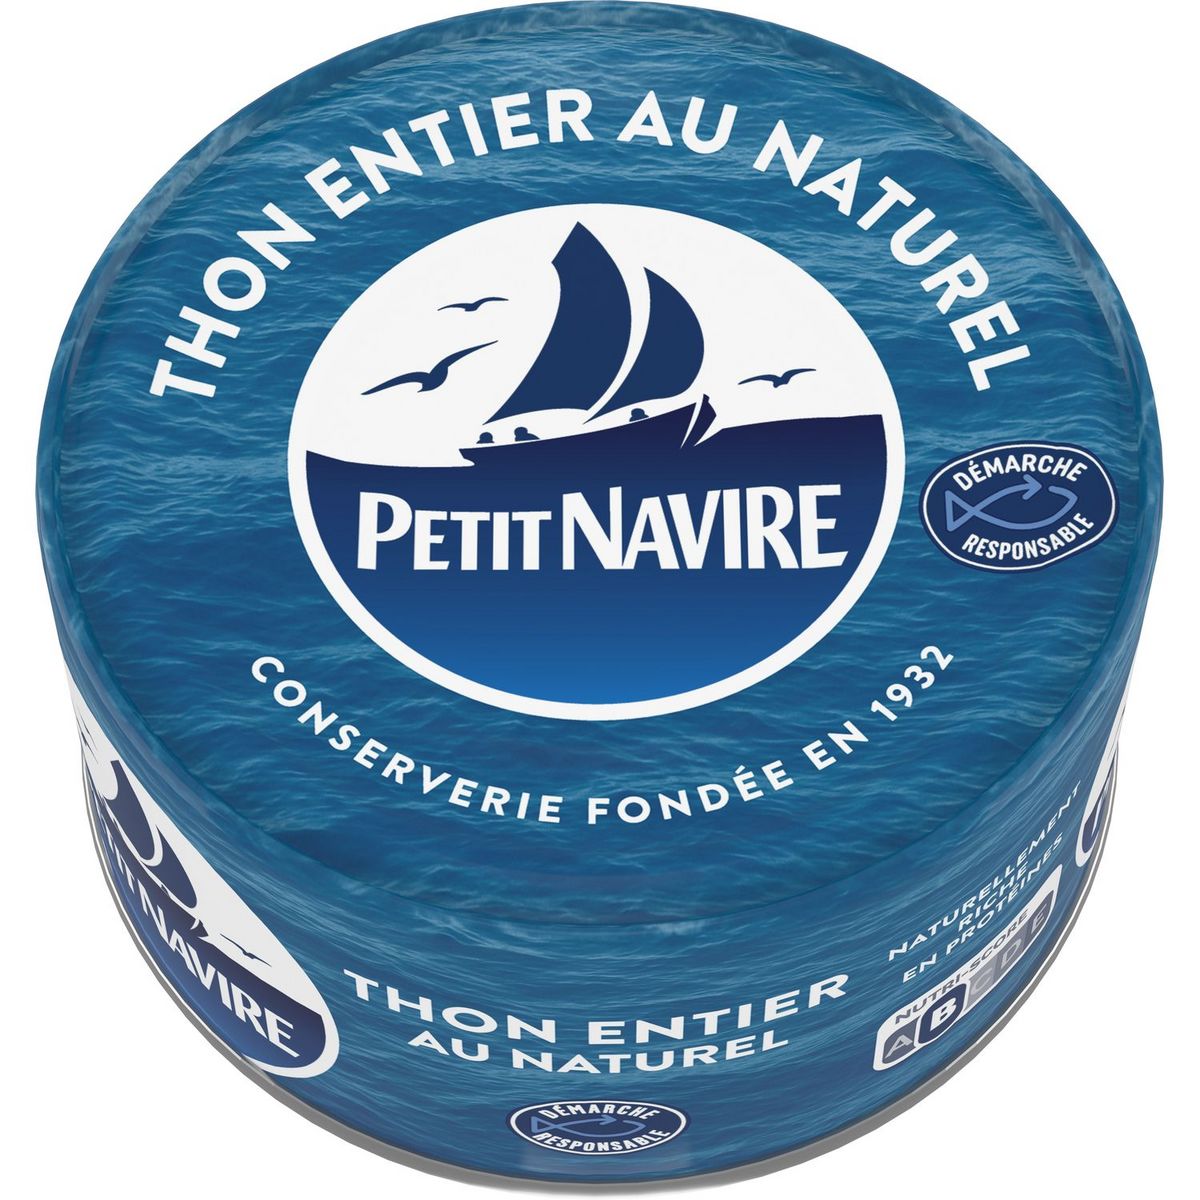 THON ENTIER AU NATUREL
PETIT NAVIRE
DÉMARCHE
RESPONSABLE
CONSERVERIE FONDÉE EN 1932
PETIT NAVIRE
THON ENTIER
AU NATUREL
DÉMARCHE
RESPONSABLE
NATURELLEMENT
RICHE
EN PROTÉINES
NUTRI-SCORE
A B C D E